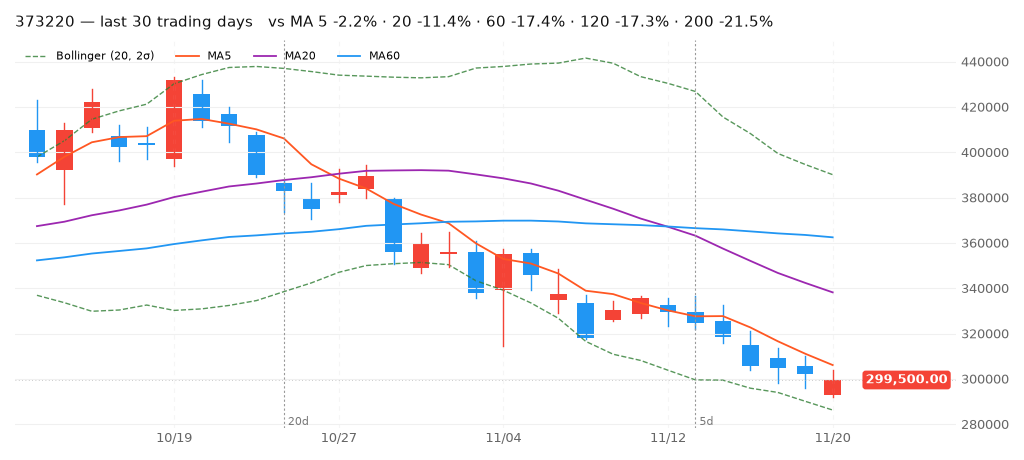 373220 — last 30 trading days   vs MA 5 -2.2% · 20 -11.4% · 60 -17.4% · 120 -17.3% · 200 -21.5%
Bollinger (20, 2σ) MA5 MA20 MA60
440000
420000
400000
380000
360000
340000
320000
300000
280000
299,500.00
20d
5d
10/19 10/27 11/04 11/12 11/20